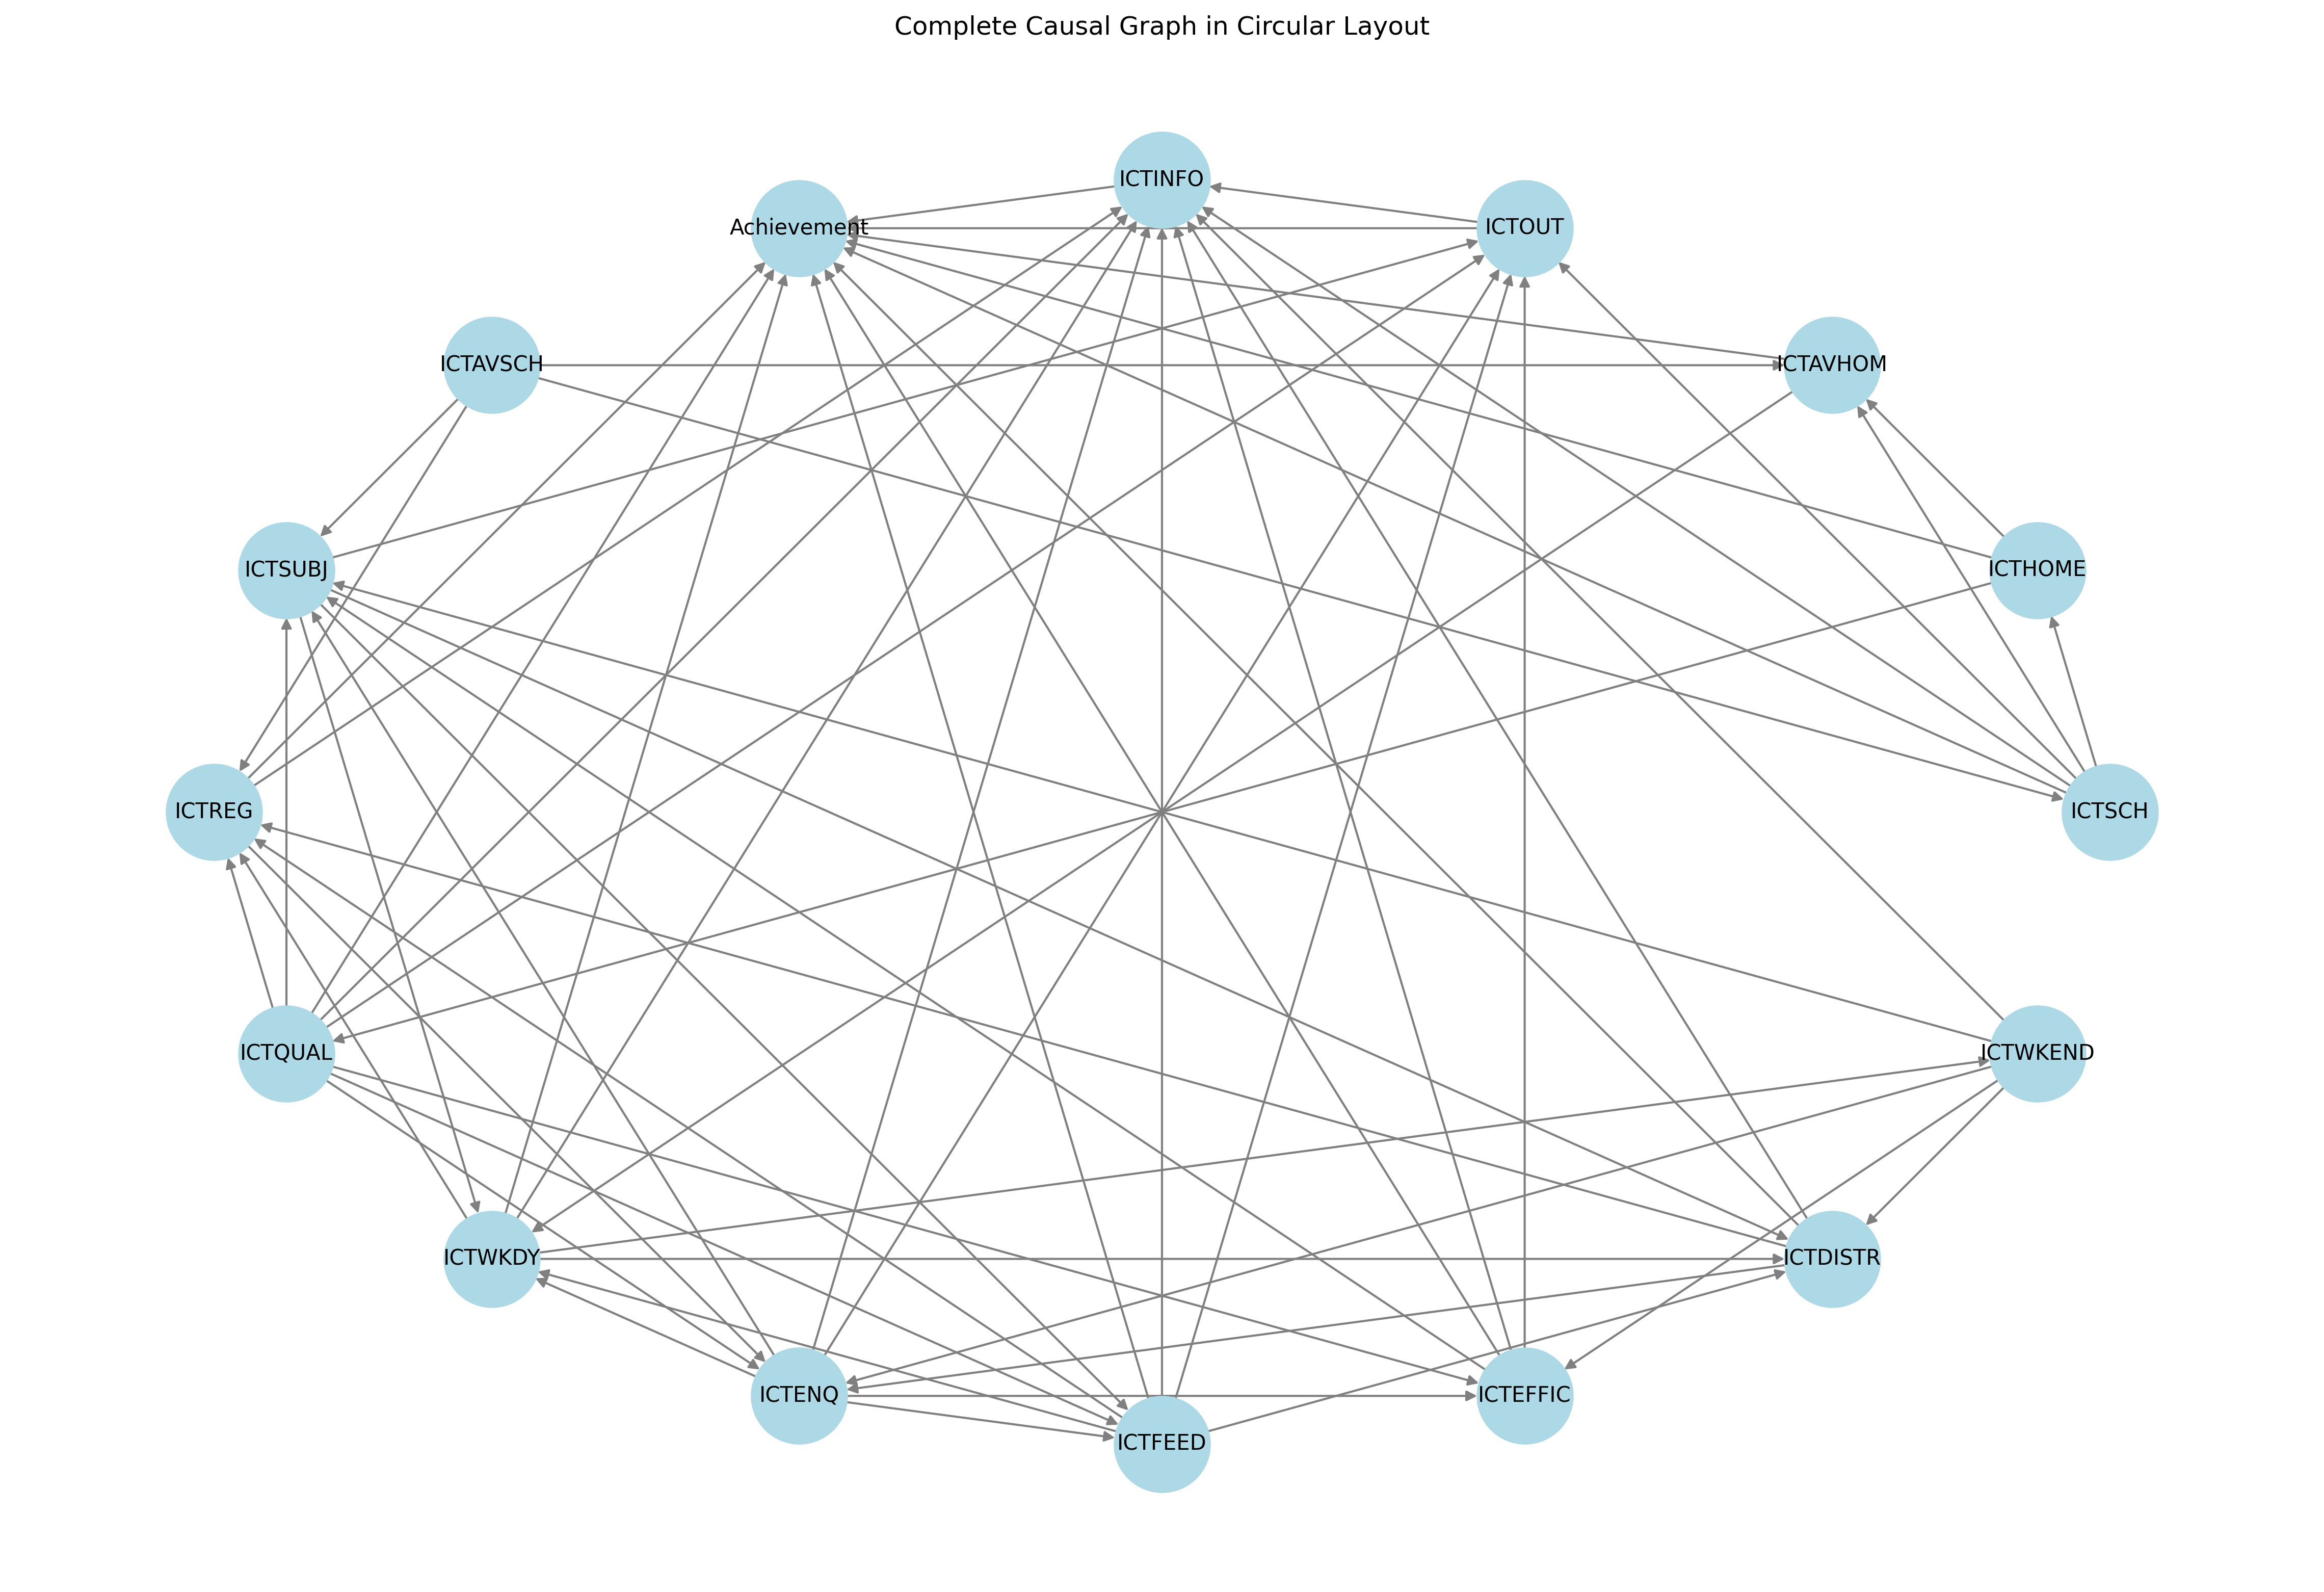 Complete Causal Graph in Circular Layout
ICTINFO
Achievement
ICTOUT
ICTAVSCH
ICTAVHOM
ICTSUBJ
ICTHOME
ICTREG
ICTSCH
ICTQUAL
ICTWKEND
ICTWKDY
ICTDISTR
ICTENQ
ICTEFFIC
ICTFEED